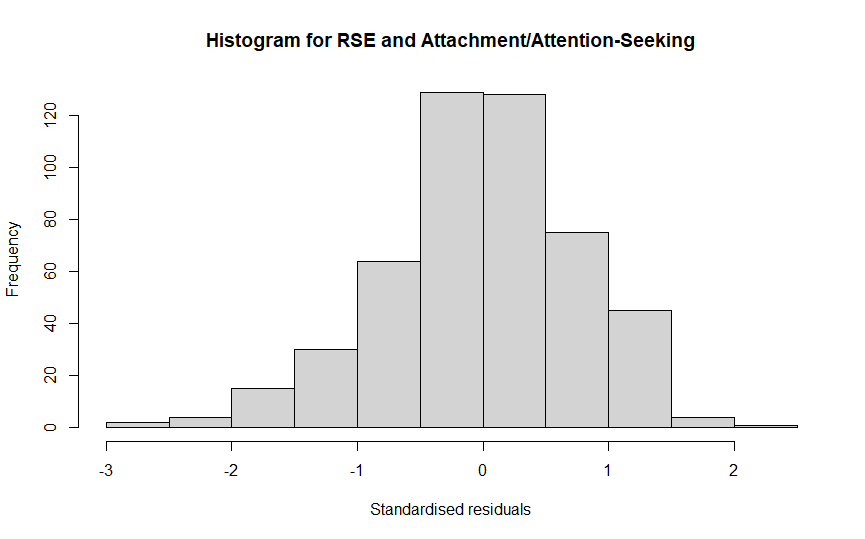 Histogram for RSE and Attachment/Attention-Seeking
Frequency
120
100
80
60
40
20
0
-3 -2 -1 0 1 2
Standardised residuals